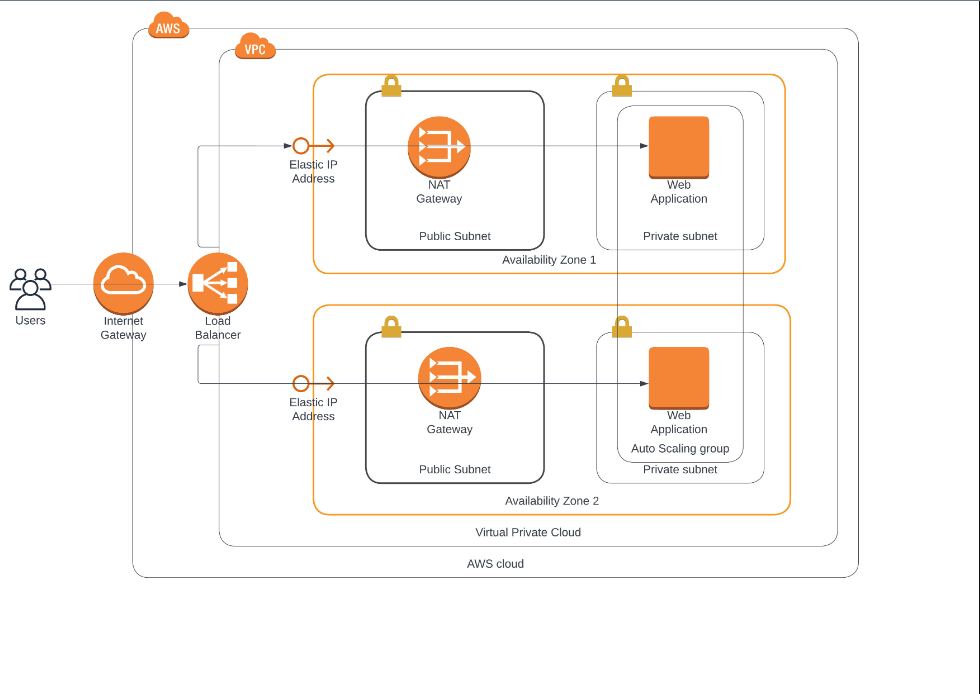 AWS
VPC
Elastic IP
Address
NAT
Gateway
Public Subnet
Web
Application
Private subnet
Availability Zone 1
Users
Internet
Gateway
Load
Balancer
Elastic IP
Address
NAT
Gateway
Public Subnet
Web
Application
Auto Scaling group
Private subnet
Availability Zone 2
Virtual Private Cloud
AWS cloud